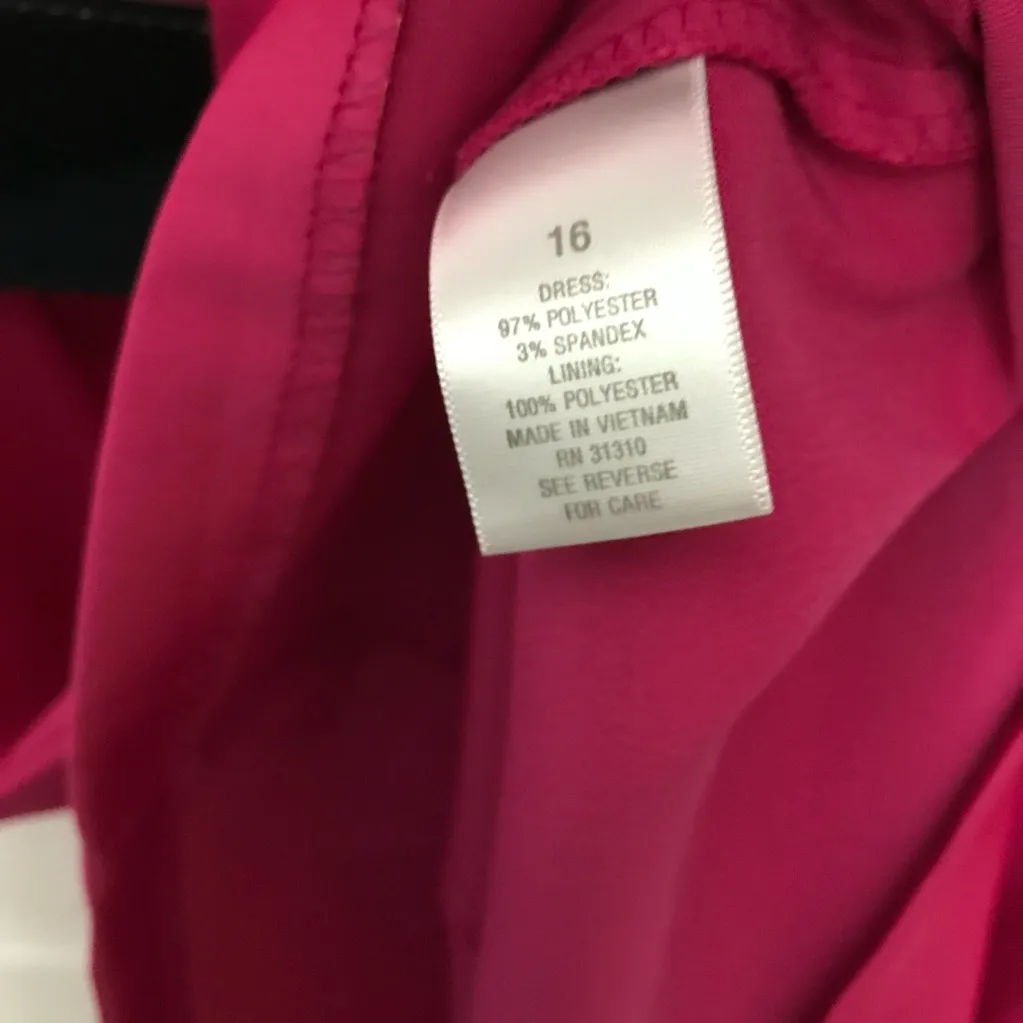 16
DRESS:
97% POLYESTER
3% SPANDEX
LINING:
100% POLYESTER
MADE IN VIETNAM
RN 31310
SEE REVERSE
FOR CARE